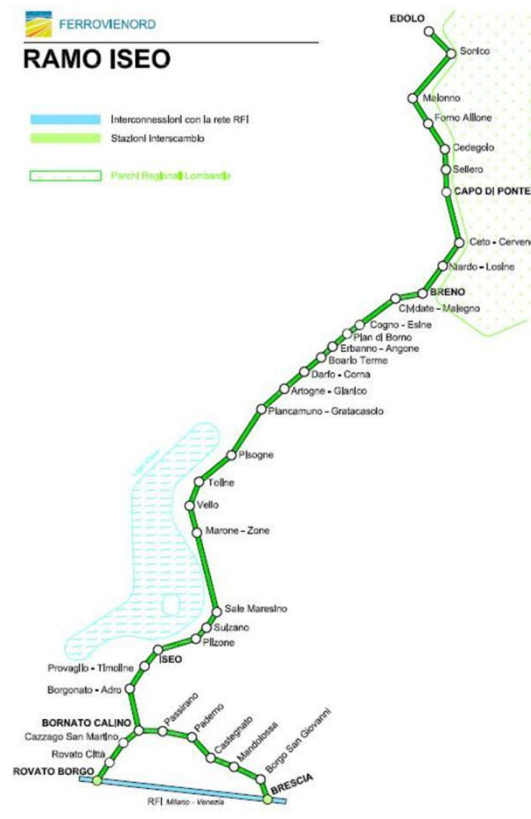 FERROVIENORD
RAMO ISEO
Interconnessioni con la rete RFI
Stazioni Interscambio
Parchi Regionali Lombardia
EDOLO
Sonico
Malonno
Forno Allione
Cedegolo
Sellero
CAPO DI PONTE
Ceto - Cerveno
Niardo - Losine
BRENO
Cividate - Malegno
Cogno - Esine
Pian di Borno
Erbanno - Angone
Boario Terme
Darfo - Corna
Artogne - Gianico
Piancamuno - Gratacasolo
Pisogne
Toline
Vello
Marone - Zone
Sale Marasino
Sulzano
Pilzone
ISEO
Provaglio - Timoline
Borgonato - Adro
BORNATO CALINO
Passirano
Paderno
Castegnato
Mandolossa
Borgo San Giovanni
Cazzago San Martino
Rovato Città
ROVATO BORGO
BRESCIA
RFI Milano - Venezia